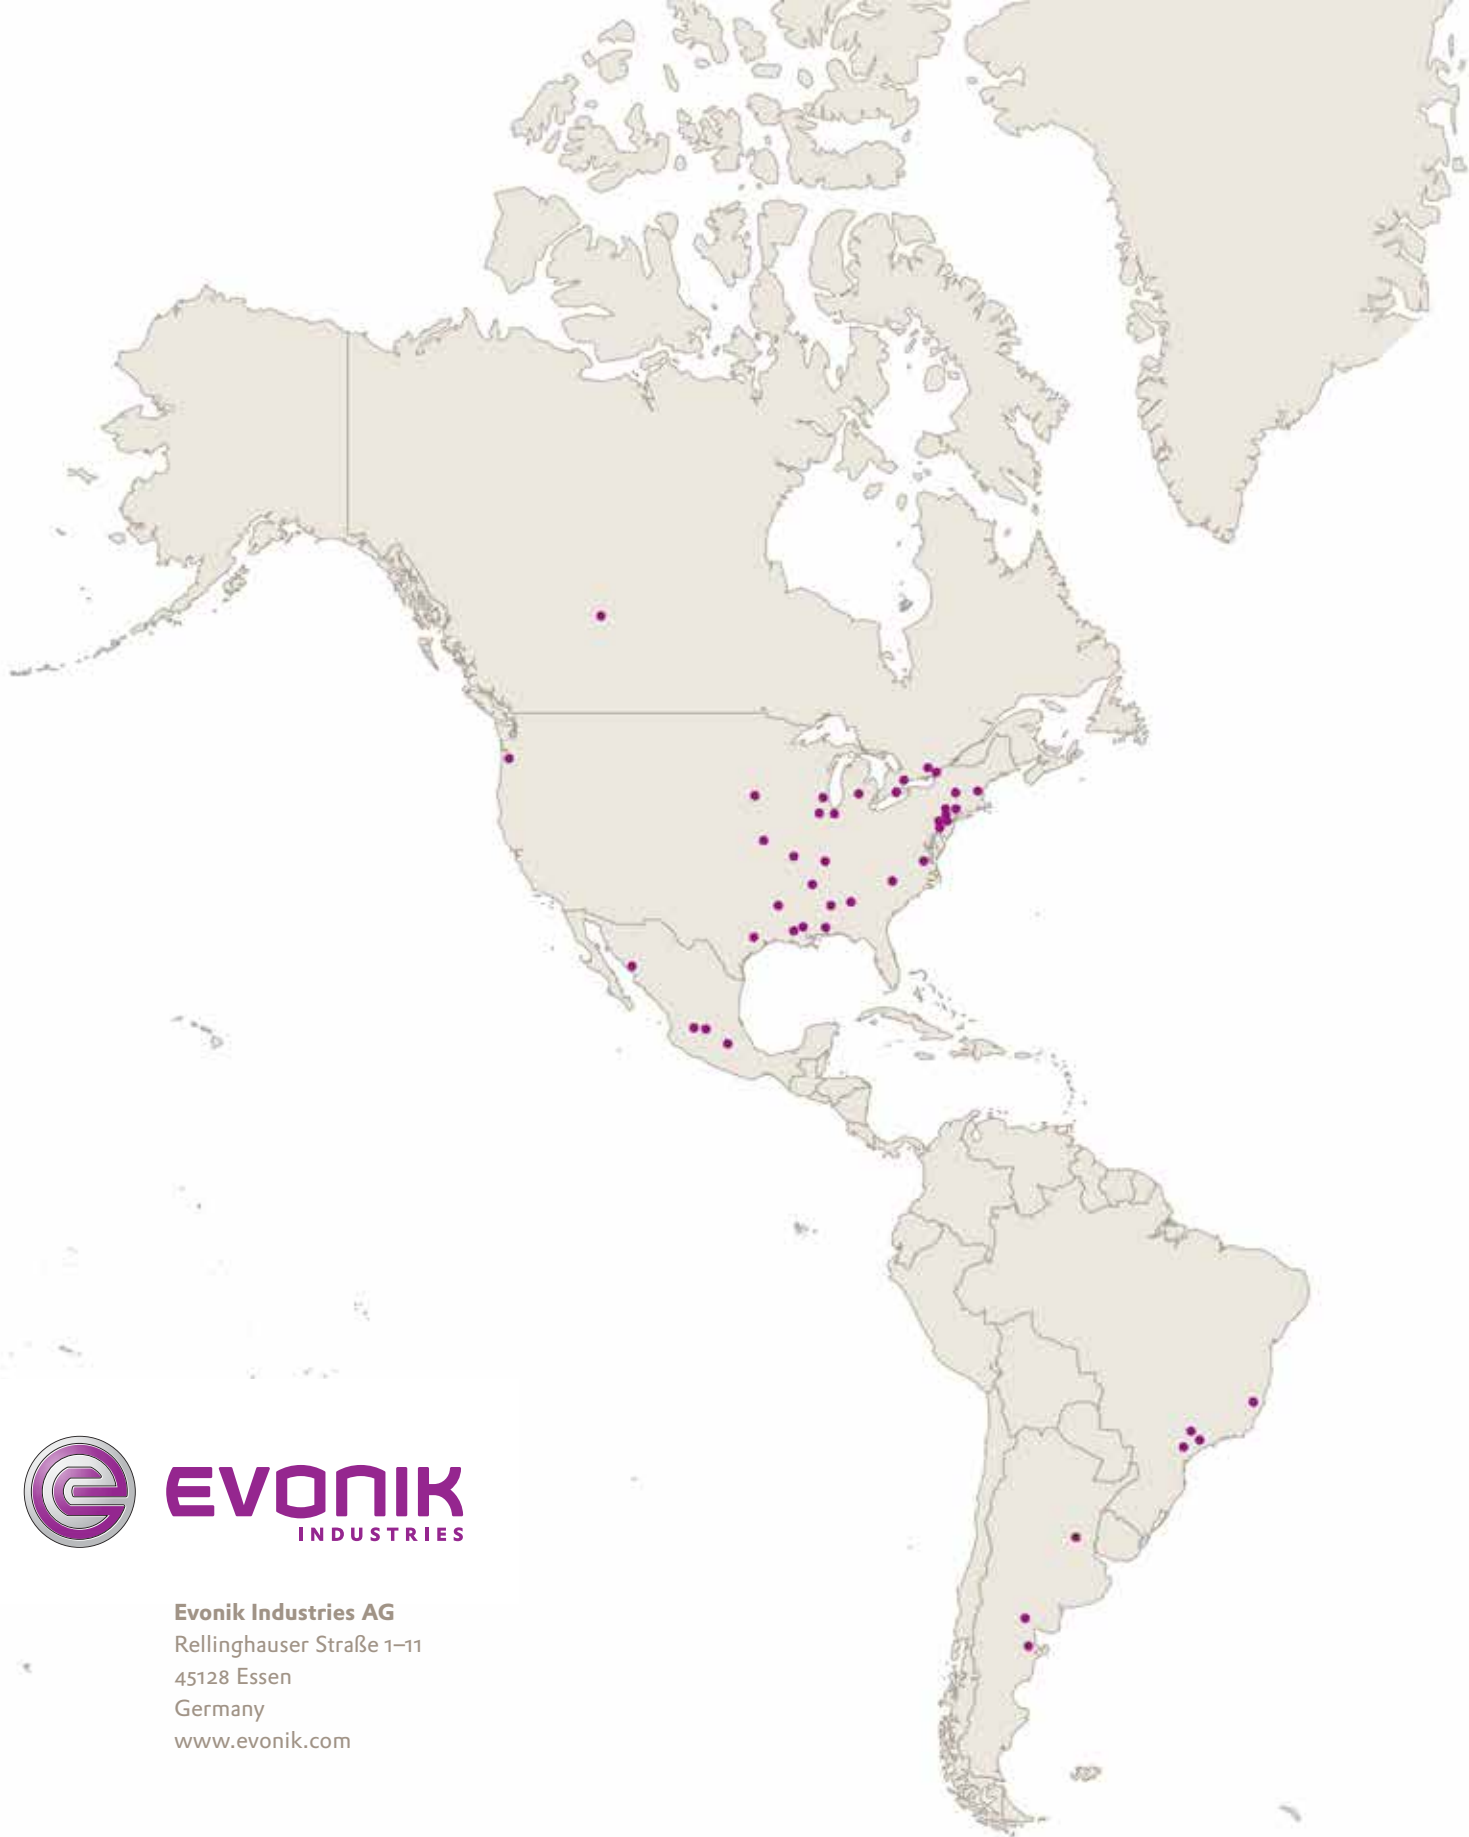 EVONIK
INDUSTRIES
Evonik Industries AG
Rellinghauser Straße 1–11
45128 Essen
Germany
www.evonik.com